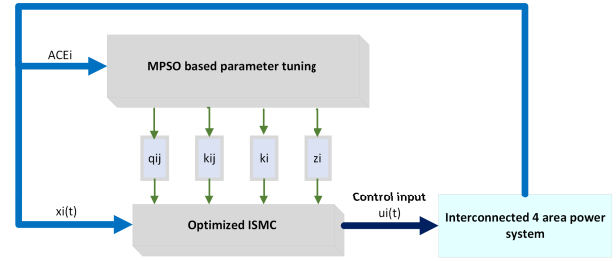 ACEi
MPSO based parameter tuning
qij
kij
ki
zi
xi(t)
Optimized ISMC
Control input
ui(t)
Interconnected 4 area power
system